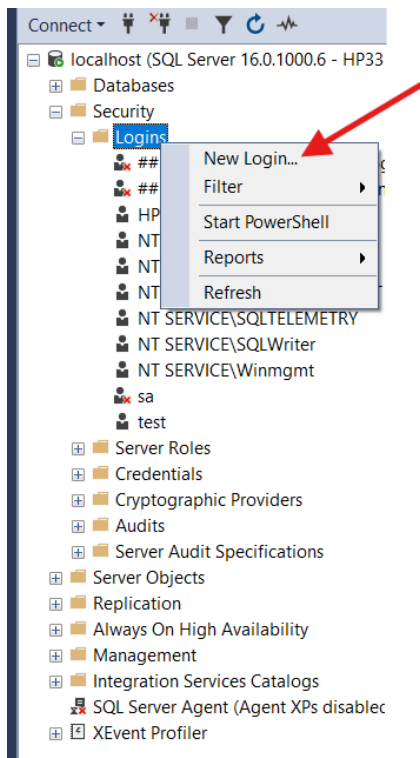 Connect
localhost (SQL Server 16.0.1000.6 - HP33
Databases
Security
Logins
##
##
HP
NT
NT
NT
New Login...
Filter
Start PowerShell
Reports
Refresh
NT SERVICE\SQLTELEMETRY
NT SERVICE\SQLWriter
NT SERVICE\Winmgmt
sa
test
Server Roles
Credentials
Cryptographic Providers
Audits
Server Audit Specifications
Server Objects
Replication
Always On High Availability
Management
Integration Services Catalogs
SQL Server Agent (Agent XPs disabled
XEvent Profiler